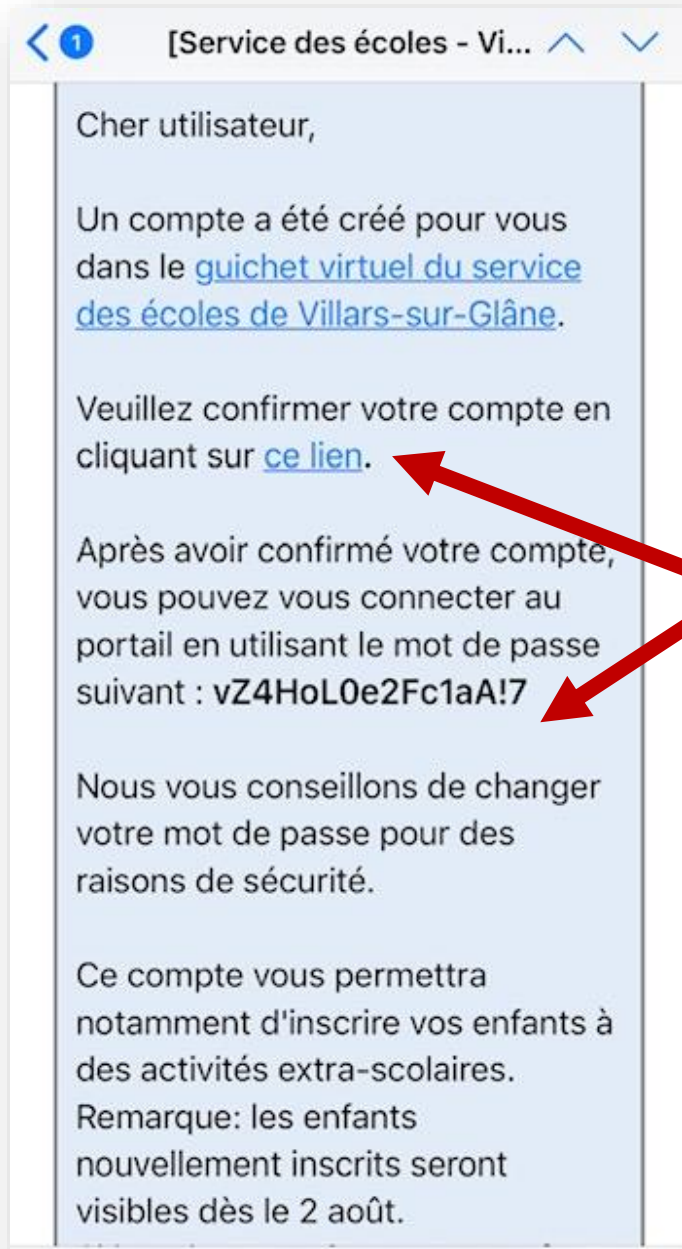 1
[Service des écoles - Vi...
Cher utilisateur,
Un compte a été créé pour vous
dans le guichet virtuel du service
des écoles de Villars-sur-Glâne.
Veuillez confirmer votre compte en
cliquant sur ce lien.
Après avoir confirmé votre compte,
vous pouvez vous connecter au
portail en utilisant le mot de passe
suivant : vZ4HoL0e2Fc1aA!7
Nous vous conseillons de changer
votre mot de passe pour des
raisons de sécurité.
Ce compte vous permettra
notamment d'inscrire vos enfants à
des activités extra-scolaires.
Remarque: les enfants
nouvellement inscrits seront
visibles dès le 2 août.